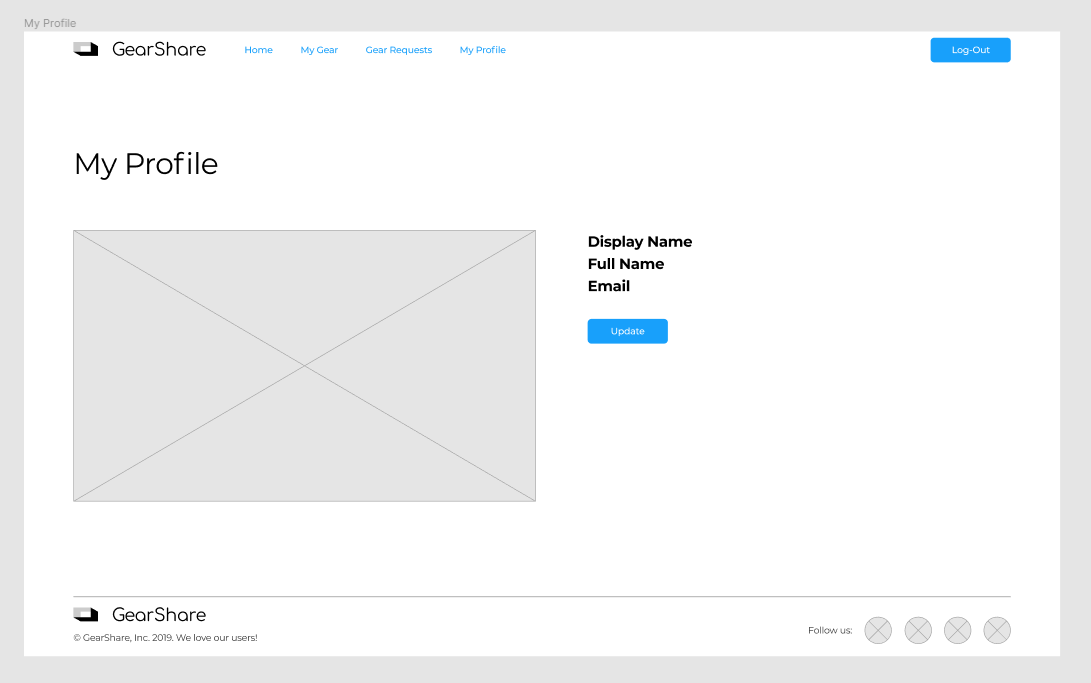 My Profile
GearShare Home My Gear Gear Requests My Profile Log-Out
My Profile
Display Name
Full Name
Email
Update
GearShare
© GearShare, Inc. 2019. We love our users!
Follow us: